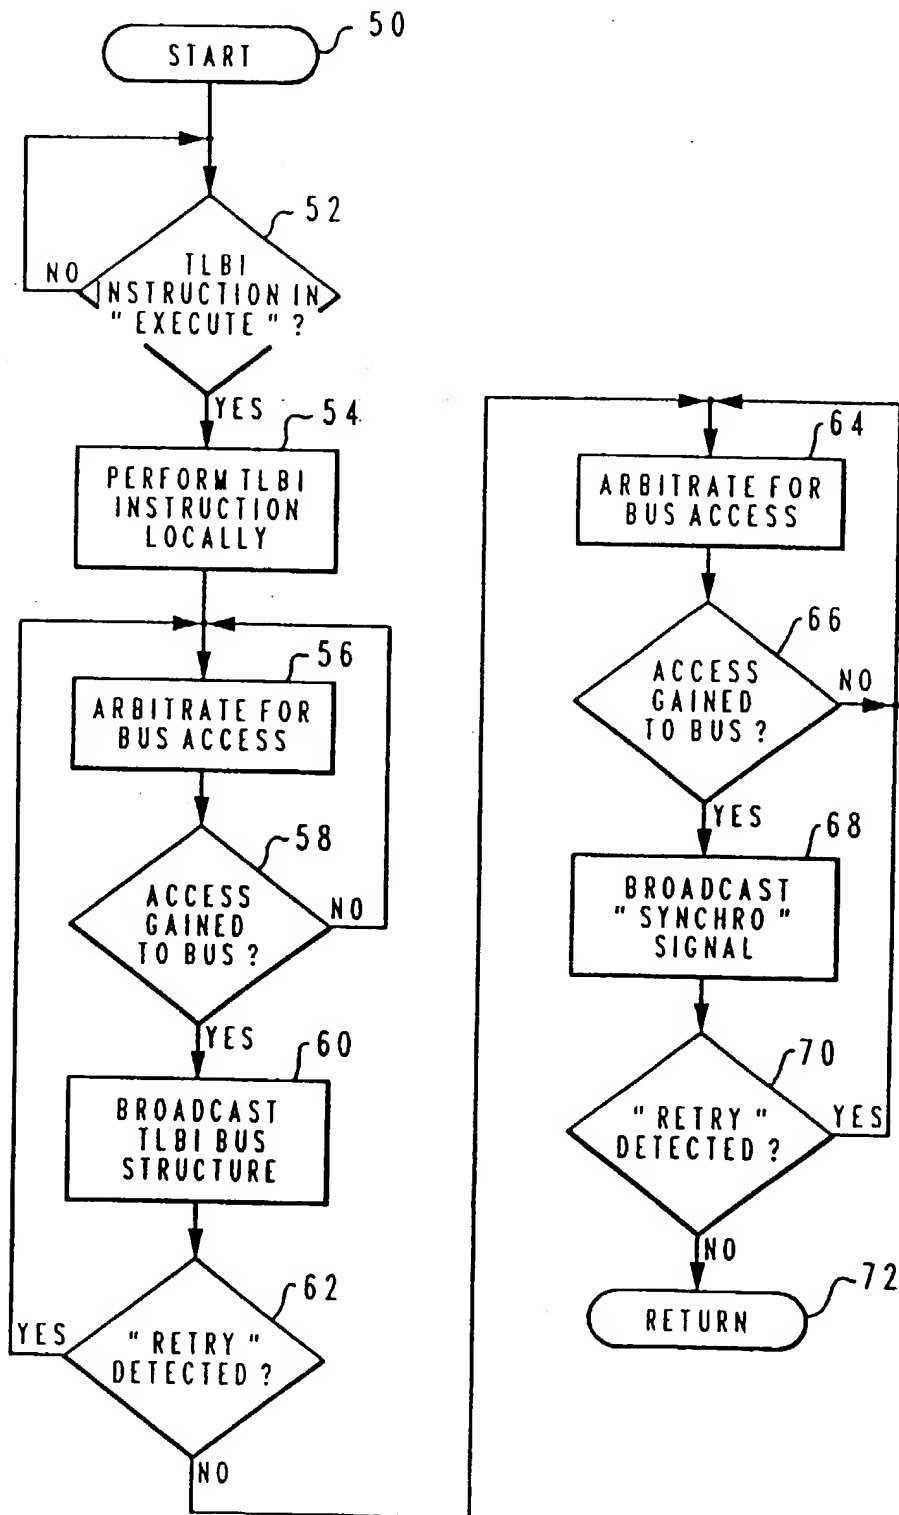 50
START
52
NO
TLBI
INSTRUCTION IN
" EXECUTE " ?
YES
54
PERFORM TLBI
INSTRUCTION
LOCALLY
56
ARBITRATE FOR
BUS ACCESS
58
ACCESS
GAINED
TO BUS ?
NO
YES
60
BROADCAST
TLBI BUS
STRUCTURE
62
YES
" RETRY "
DETECTED ?
NO
64
ARBITRATE FOR
BUS ACCESS
66
ACCESS
GAINED
TO BUS ?
NO
YES
68
BROADCAST
" SYNCHRO "
SIGNAL
70
" RETRY "
DETECTED ?
YES
NO
72
RETURN